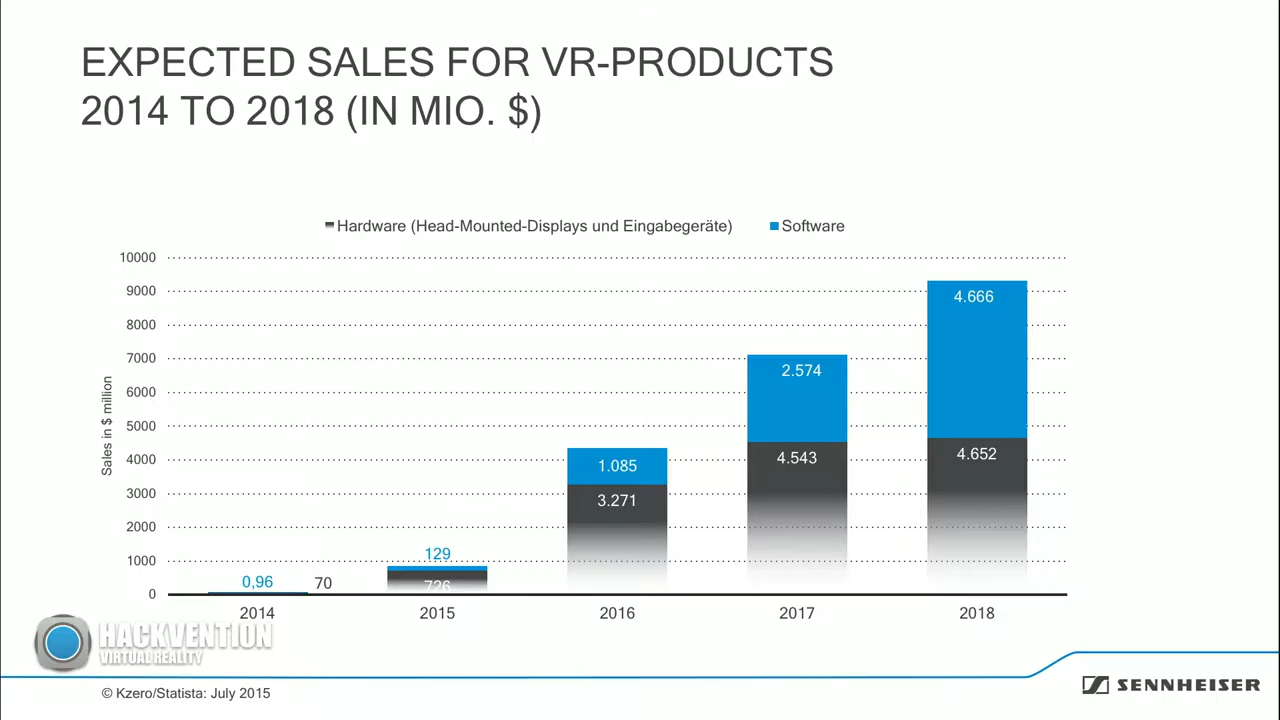 EXPECTED SALES FOR VR-PRODUCTS
2014 TO 2018 (IN MIO. $)
Hardware (Head-Mounted-Displays und Eingabegeräte)
Software
10000
9000
8000
7000
6000
5000
4000
3000
2000
1000
0
Sales in $ million
0,96
70
129
726
1.085
3.271
2.574
4.543
4.666
4.652
2014
2015
2016
2017
2018
HACKVENTION
VIRTUAL REALITY
© Kzero/Statista: July 2015
SENNHEISER